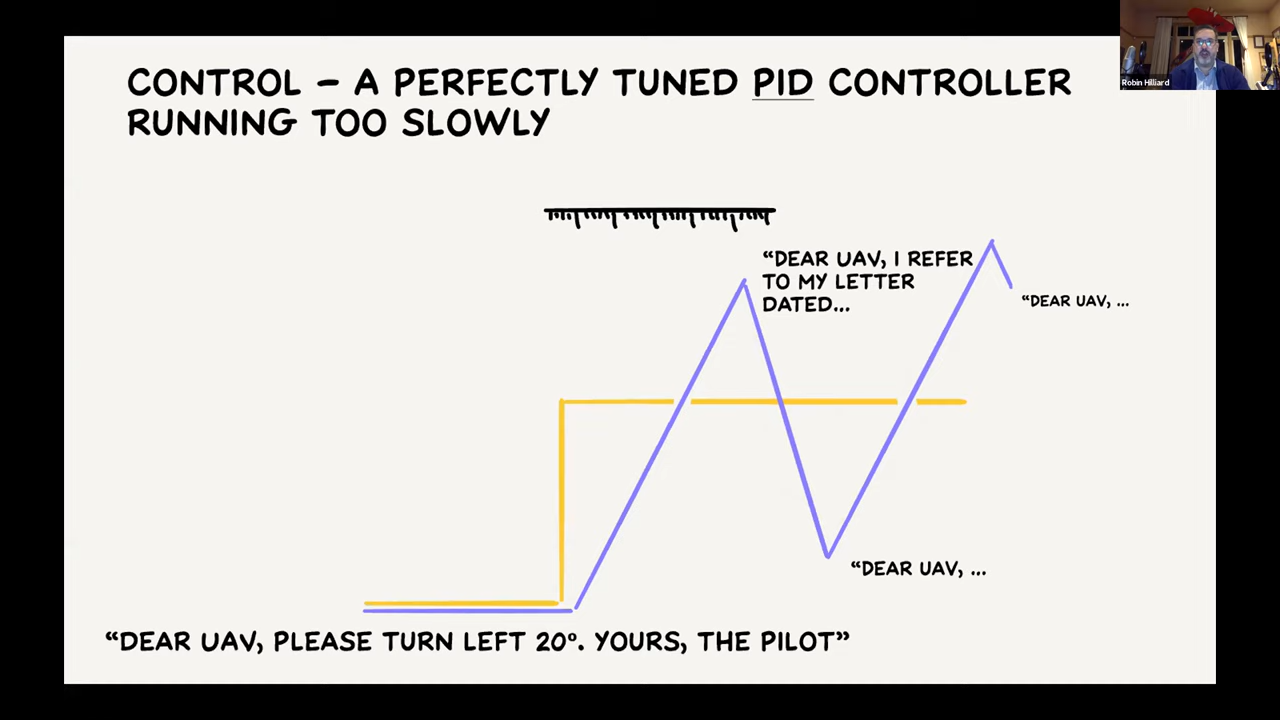 CONTROL – A PERFECTLY TUNED PID CONTROLLER
RUNNING TOO SLOWLY
Robin Hilliard
“DEAR UAV, I REFER
TO MY LETTER
DATED...
“DEAR UAV, ...
“DEAR UAV, ...
“DEAR UAV, PLEASE TURN LEFT 20°. YOURS, THE PILOT”